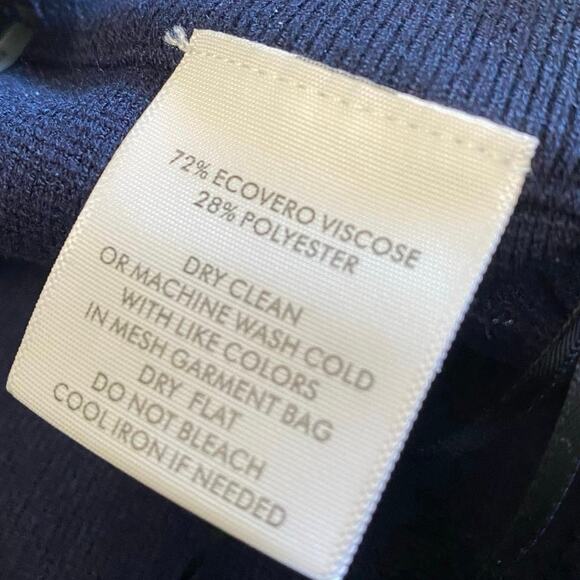 72% ECOVERO VISCOSE
28% POLYESTER
DRY CLEAN
OR MACHINE WASH COLD
WITH LIKE COLORS
IN MESH GARMENT BAG
DRY FLAT
DO NOT BLEACH
COOL IRON IF NEEDED